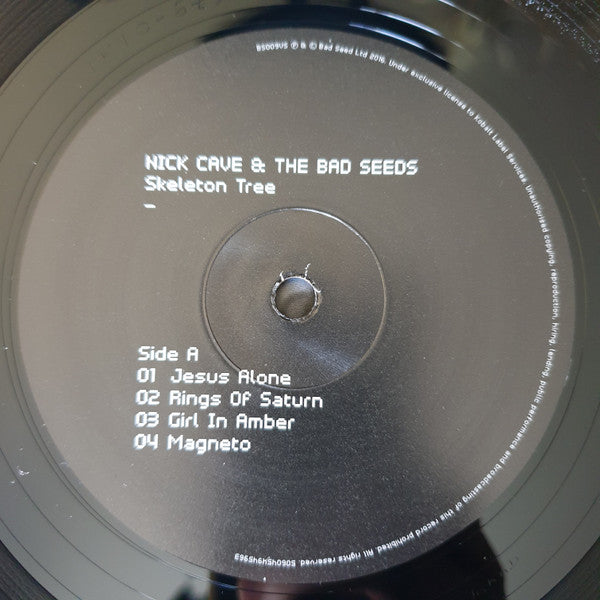 NICK CAVE & THE BAD SEEDS
Skeleton Tree
_
Side A
01 Jesus Alone
02 Rings Of Saturn
03 Girl In Amber
04 Magneto
BS009VS ℗ & © Bad Seed Ltd 2016. Under exclusive license to Kobalt Label Services. Unauthorised copying, reproduction, hiring, lending, public performance and broadcasting of this record prohibited. All rights reserved. 5060454945963